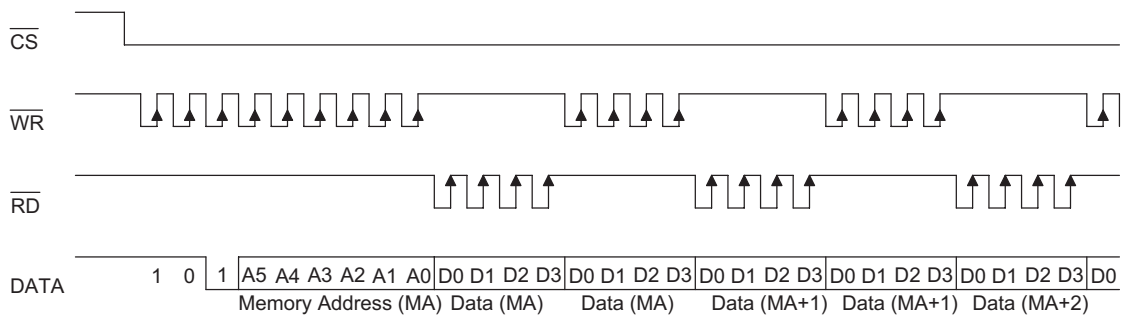 CS
WR
RD
DATA 1 0 1 A5 A4 A3 A2 A1 A0 D0 D1 D2 D3 D0 D1 D2 D3 D0 D1 D2 D3 D0 D1 D2 D3 D0 D1 D2 D3 D0
Memory Address (MA) Data (MA) Data (MA) Data (MA+1) Data (MA+1) Data (MA+2)